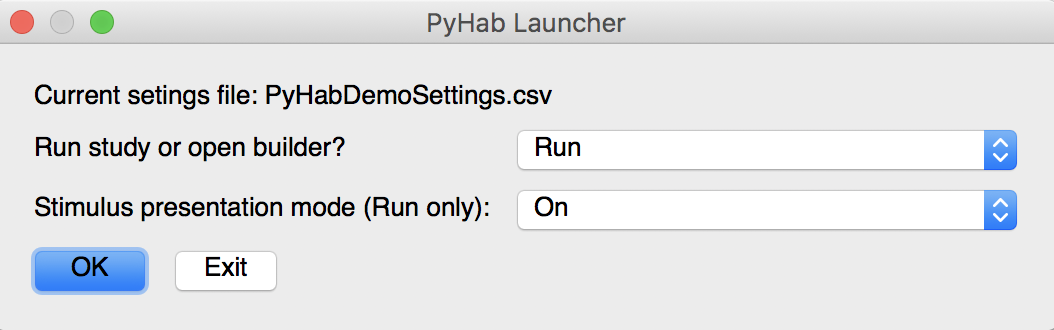 PyHab Launcher
Current setings file: PyHabDemoSettings.csv
Run study or open builder? Run
Stimulus presentation mode (Run only): On
OK Exit